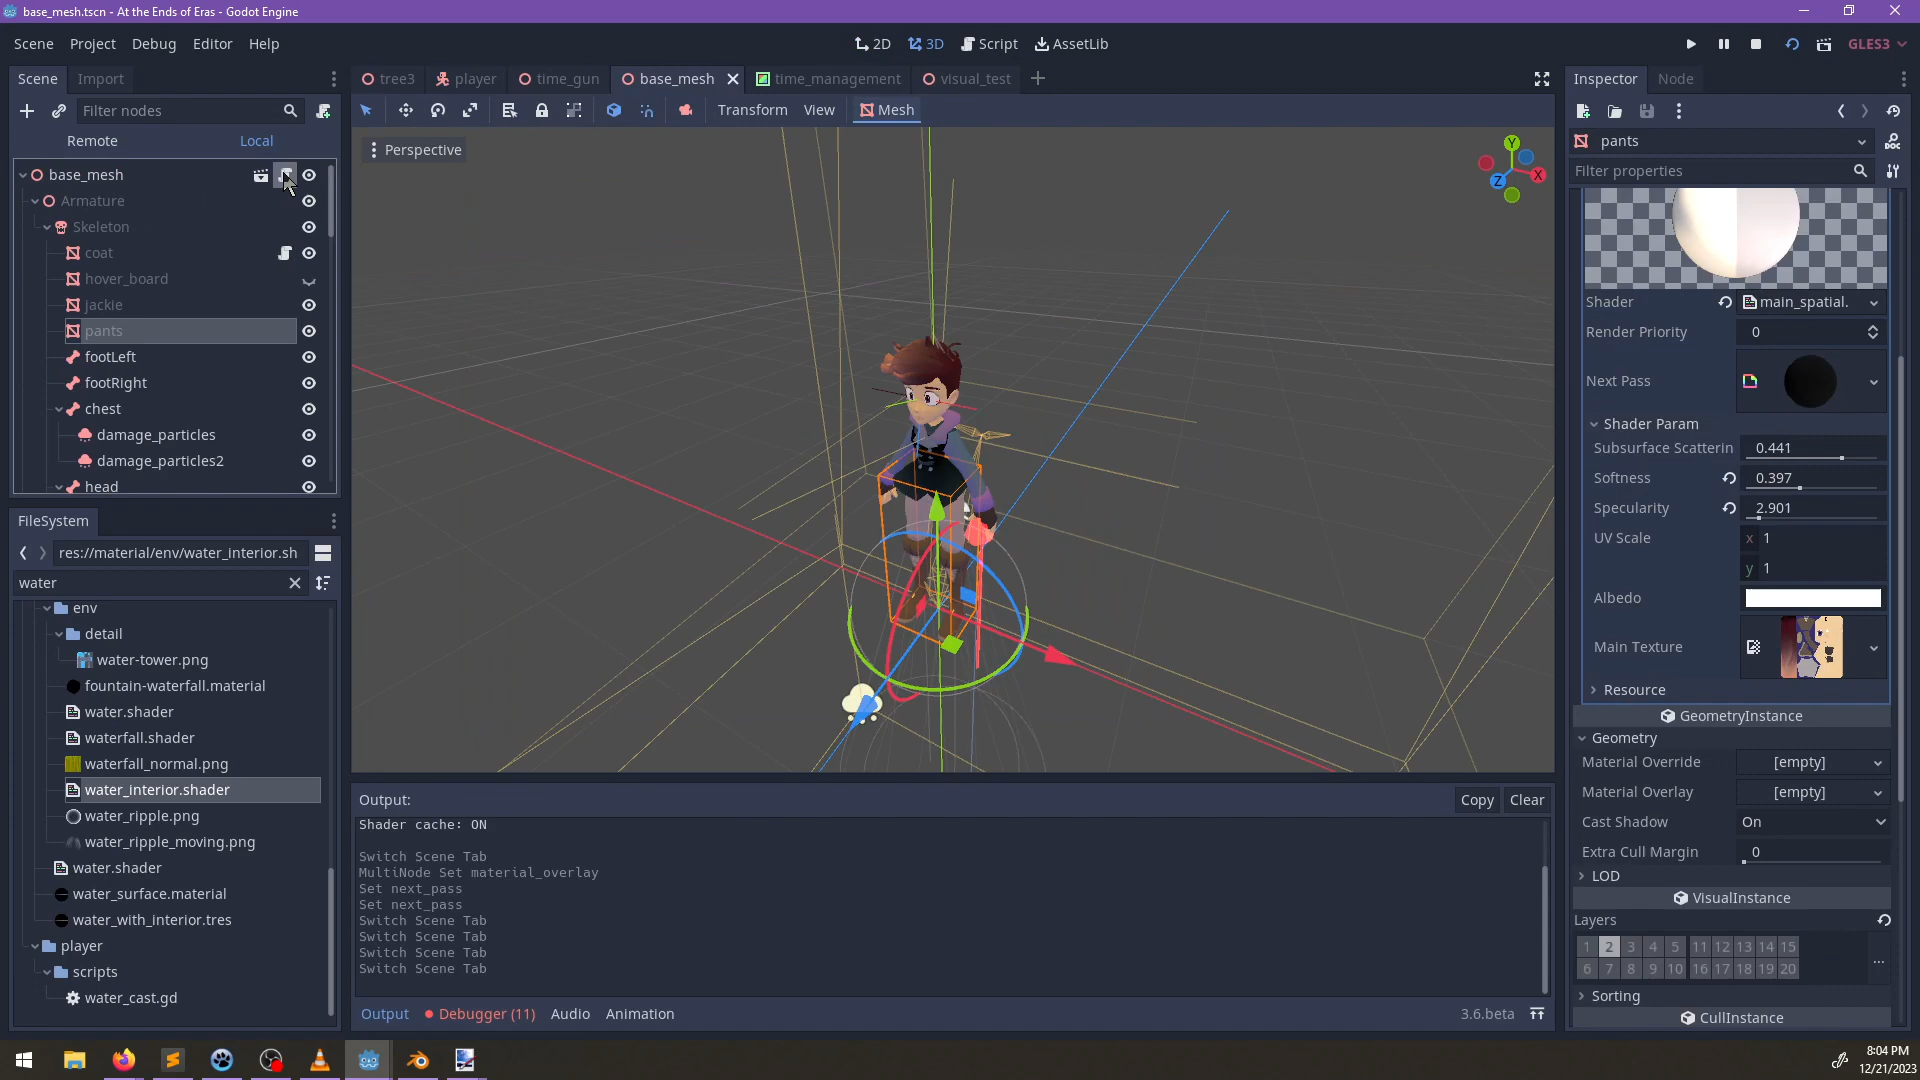 base_mesh.tscn - At the Ends of Eras - Godot Engine
Scene Project Debug Editor Help
2D 3D Script AssetLib
GLES3
Scene Import
tree3 player time_gun base_mesh time_management visual_test
Inspector Node
Filter nodes
Transform View Mesh
Remote Local
Perspective
Y
X
Z
pants
Filter properties
base_mesh
Armature
Skeleton
coat
hover_board
jackie
pants
footLeft
footRight
chest
damage_particles
damage_particles2
head
Shader main_spatial.
Render Priority 0
Next Pass
Shader Param
Subsurface Scatterin 0.441
Softness 0.397
Specularity 2.901
UV Scale x 1
y 1
Albedo
Main Texture
Resource
GeometryInstance
Geometry
Material Override [empty]
Material Overlay [empty]
Cast Shadow On
Extra Cull Margin 0
LOD
VisualInstance
Layers
1 2 3 4 5 11 12 13 14 15
6 7 8 9 10 16 17 18 19 20
...
Sorting
CullInstance
FileSystem
res://material/env/water_interior.sh
water
env
detail
water-tower.png
fountain-waterfall.material
water.shader
waterfall.shader
waterfall_normal.png
water_interior.shader
water_ripple.png
water_ripple_moving.png
water.shader
water_surface.material
water_with_interior.tres
player
scripts
water_cast.gd
Output:
Copy Clear
Shader cache: ON
Switch Scene Tab
MultiNode Set material_overlay
Set next_pass
Set next_pass
Switch Scene Tab
Switch Scene Tab
Switch Scene Tab
Switch Scene Tab
Output Debugger (11) Audio Animation
3.6.beta
8:04 PM
12/21/2023